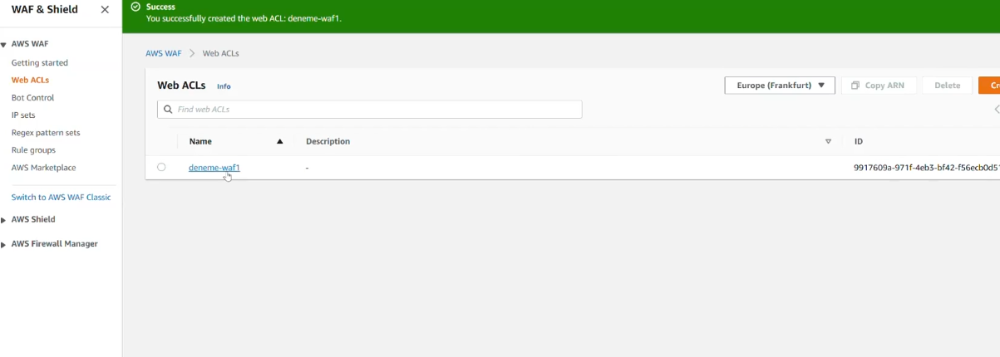 WAF & Shield
Success
You successfully created the web ACL: deneme-waf1.
AWS WAF
Getting started
Web ACLs
Bot Control
IP sets
Regex pattern sets
Rule groups
AWS Marketplace
Switch to AWS WAF Classic
AWS Shield
AWS Firewall Manager
AWS WAF > Web ACLs
Web ACLs Info
Europe (Frankfurt) Copy ARN Delete
Find web ACLs
Name Description ID
deneme-waf1 - 9917609a-971f-4eb3-bf42-f56ecb0d51